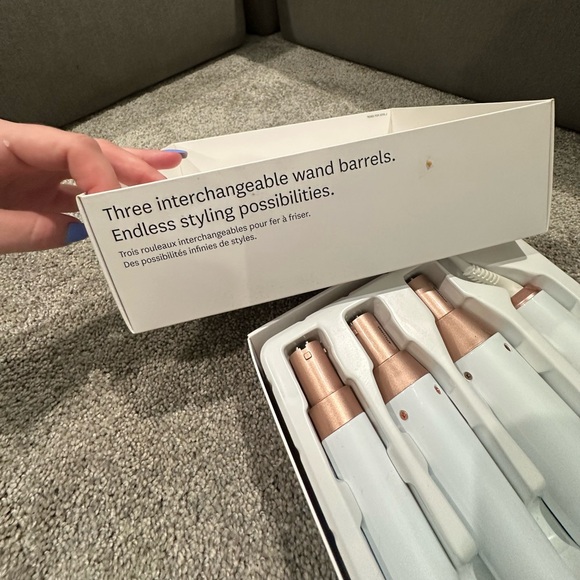 Three interchangeable wand barrels.
Endless styling possibilities.
Trois rouleaux interchangeables pour fer à friser.
Des possibilités infinies de styles.